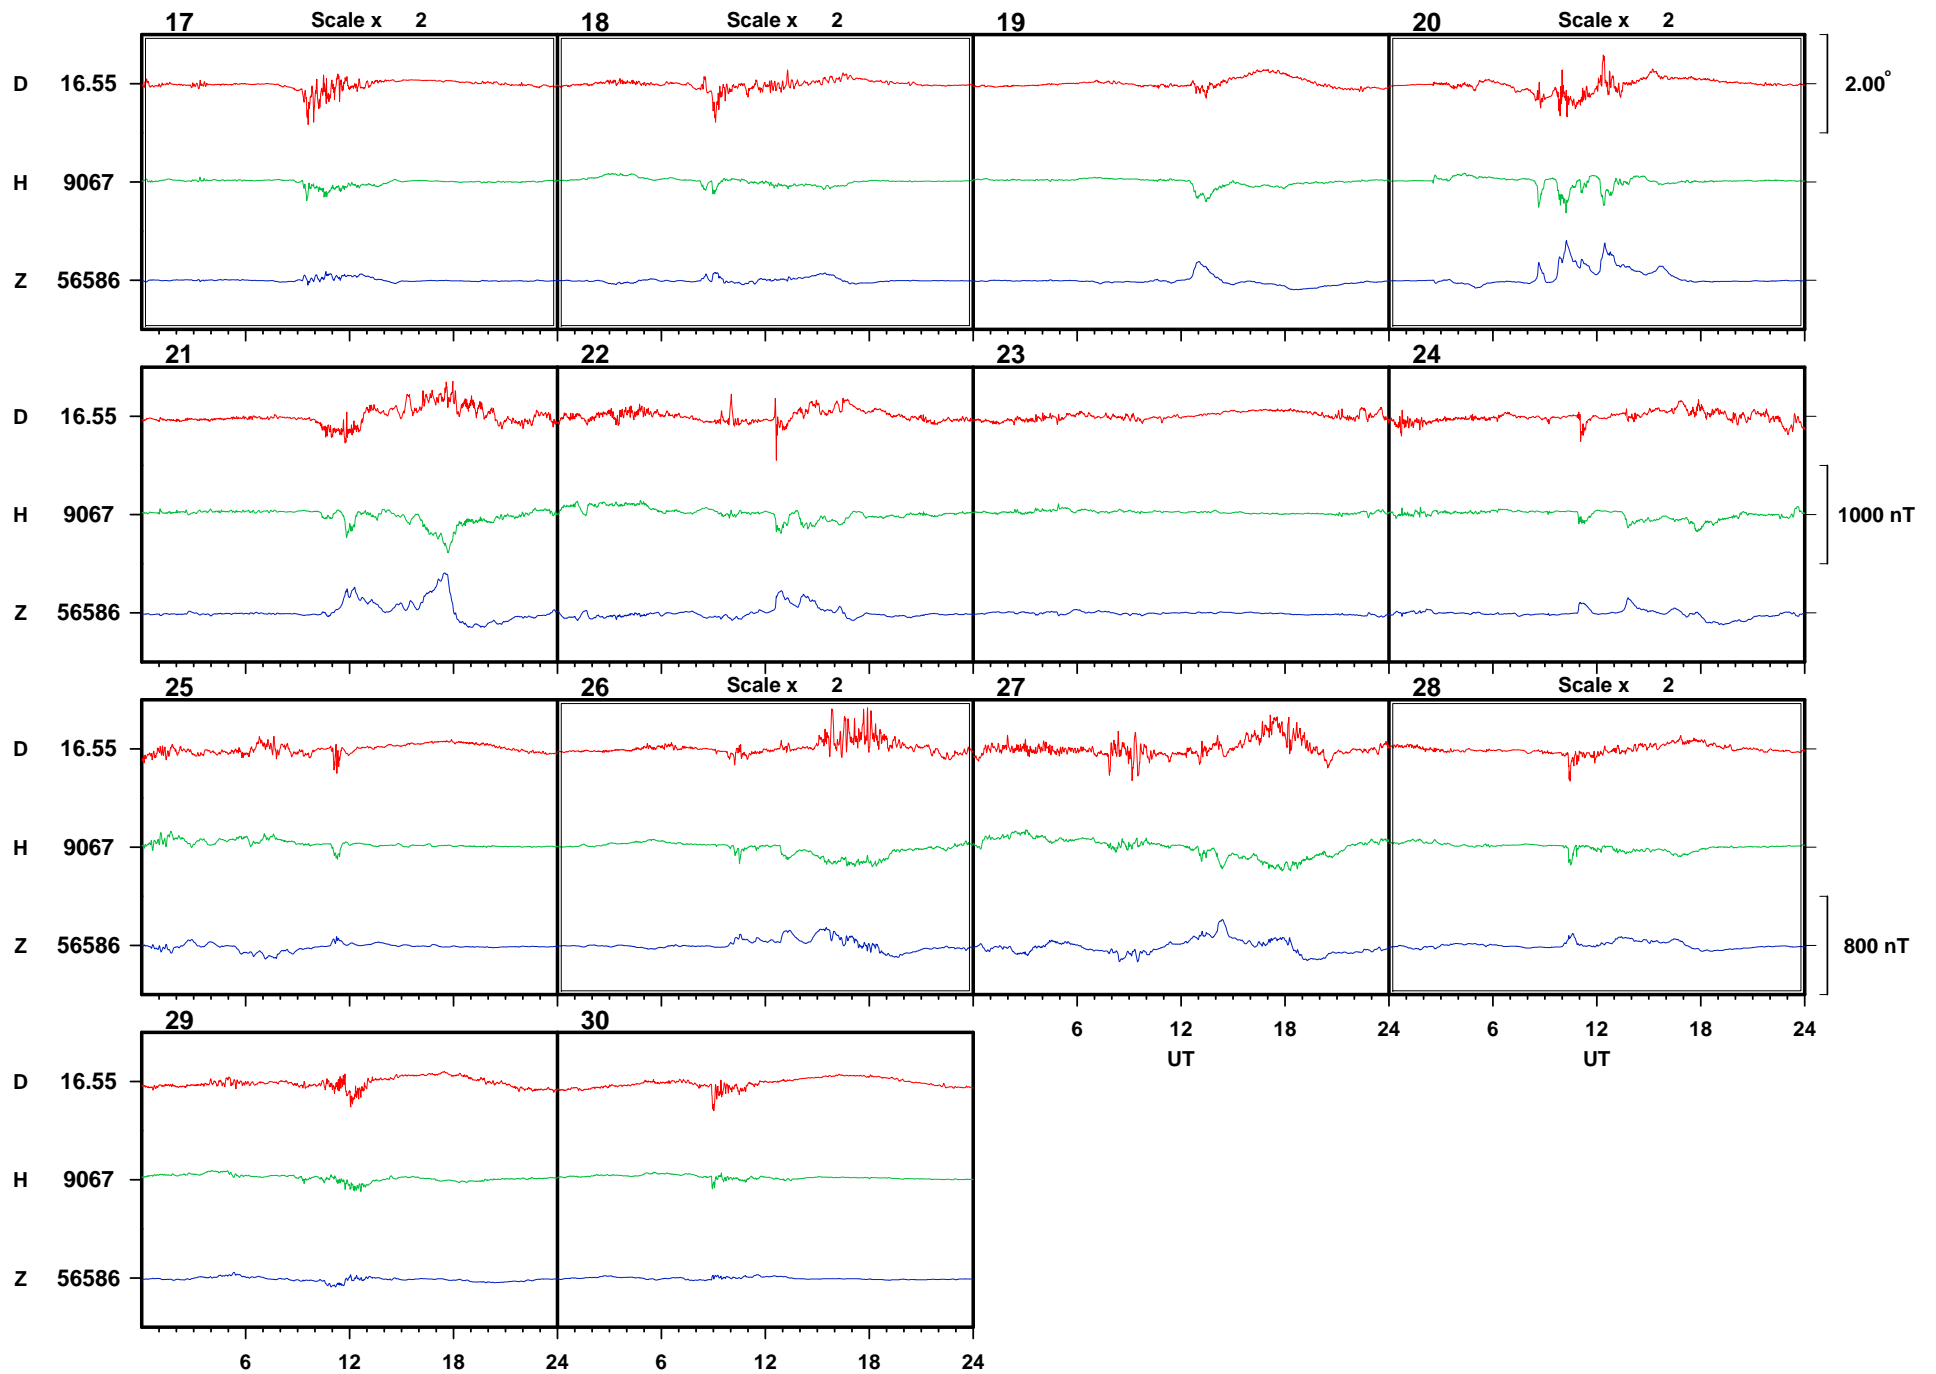 17 Scale x 2 18 Scale x 2 19 20 Scale x 2
D 16.55 2.00°
H 9067
Z 56586
21 22 23 24
D 16.55
H 9067 1000 nT
Z 56586
25 26 Scale x 2 27 28 Scale x 2
D 16.55
H 9067
Z 56586 800 nT
29 30 6 12 18 24 6 12 18 24
UT UT
D 16.55
H 9067
Z 56586
6 12 18 24 6 12 18 24